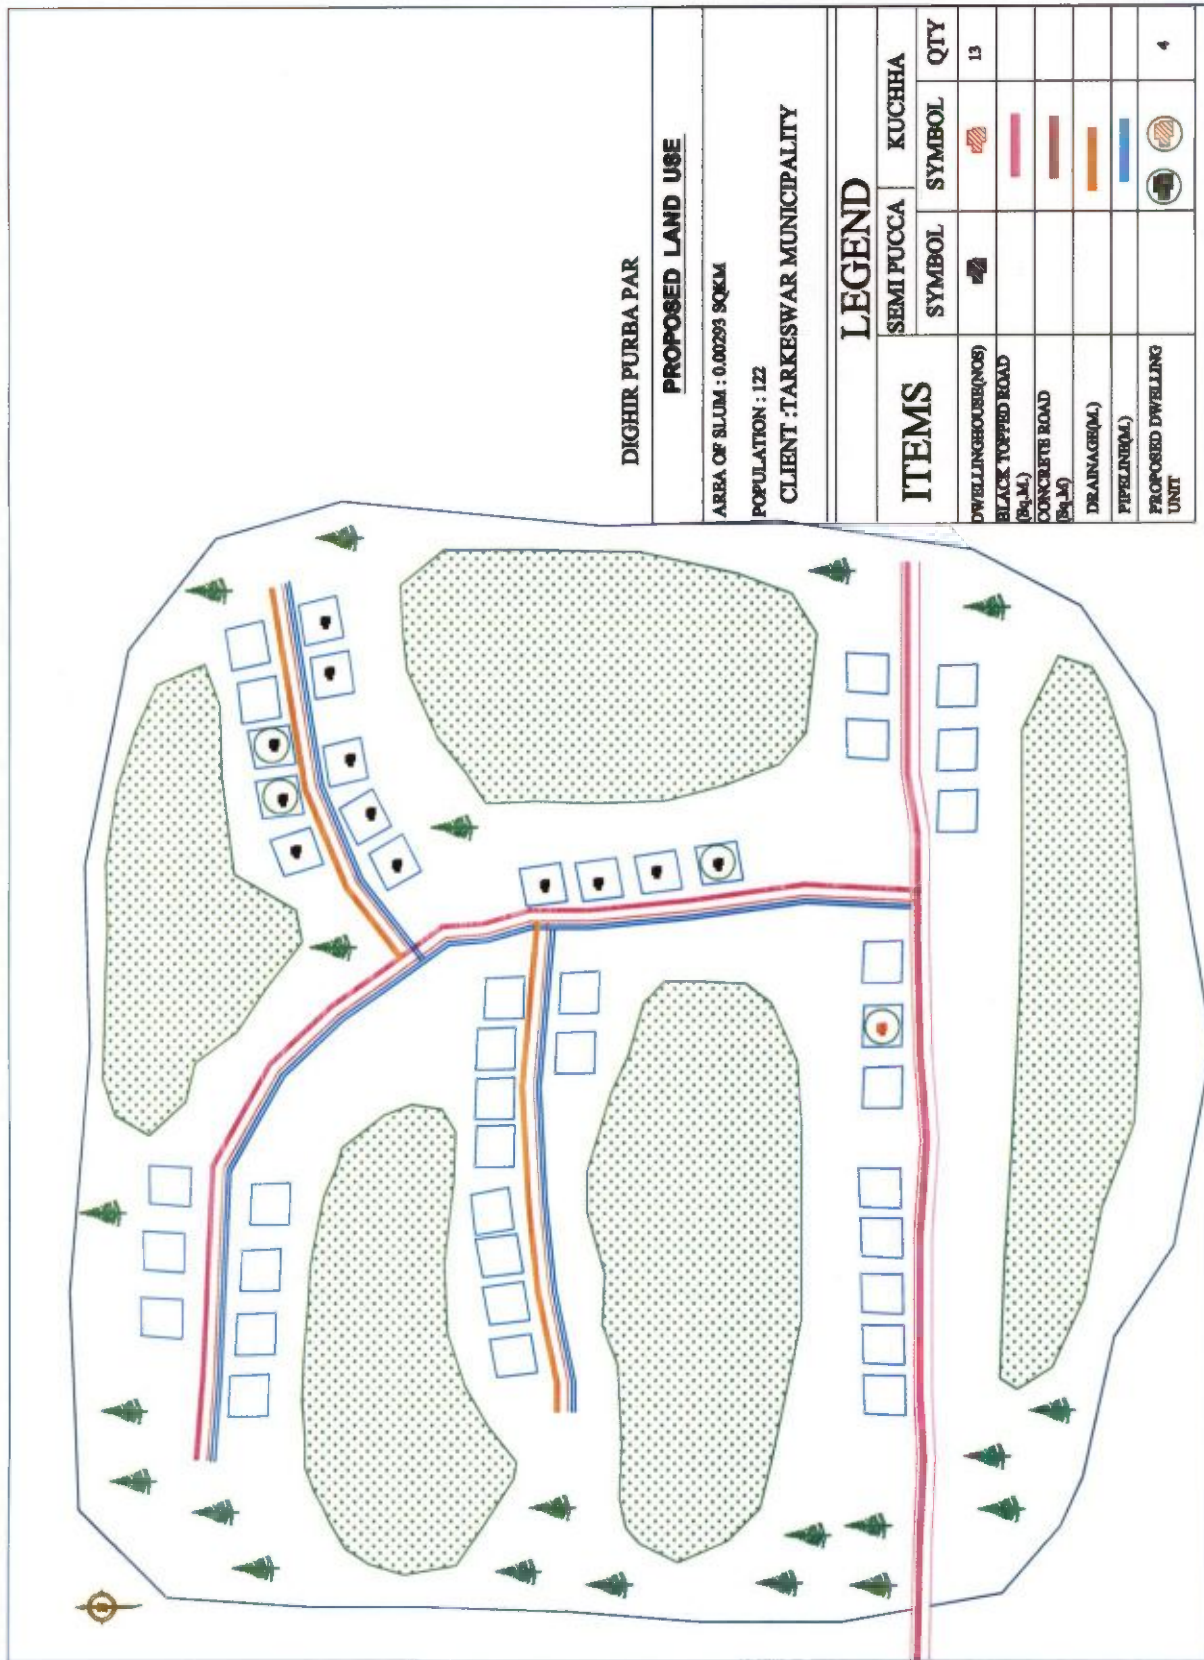 DIGHIR PURBA PAR
PROPOSED LAND USE
AREA OF SLUM : 0.00293 SQKM
POPULATION : 122
CLIENT :TARKESWAR MUNICIPALITY
LEGEND
ITEMS SEMI PUCCA KUCHHA
SYMBOL SYMBOL QTY
DWELLINGHOUSE(NOS) 13
BLACK TOPPED ROAD
(Sq.M.)
CONCRETE ROAD
(Sq.M)
DRAINAGE(M.)
PIPELINE(M.)
PROPOSED DWELLING
UNIT 4